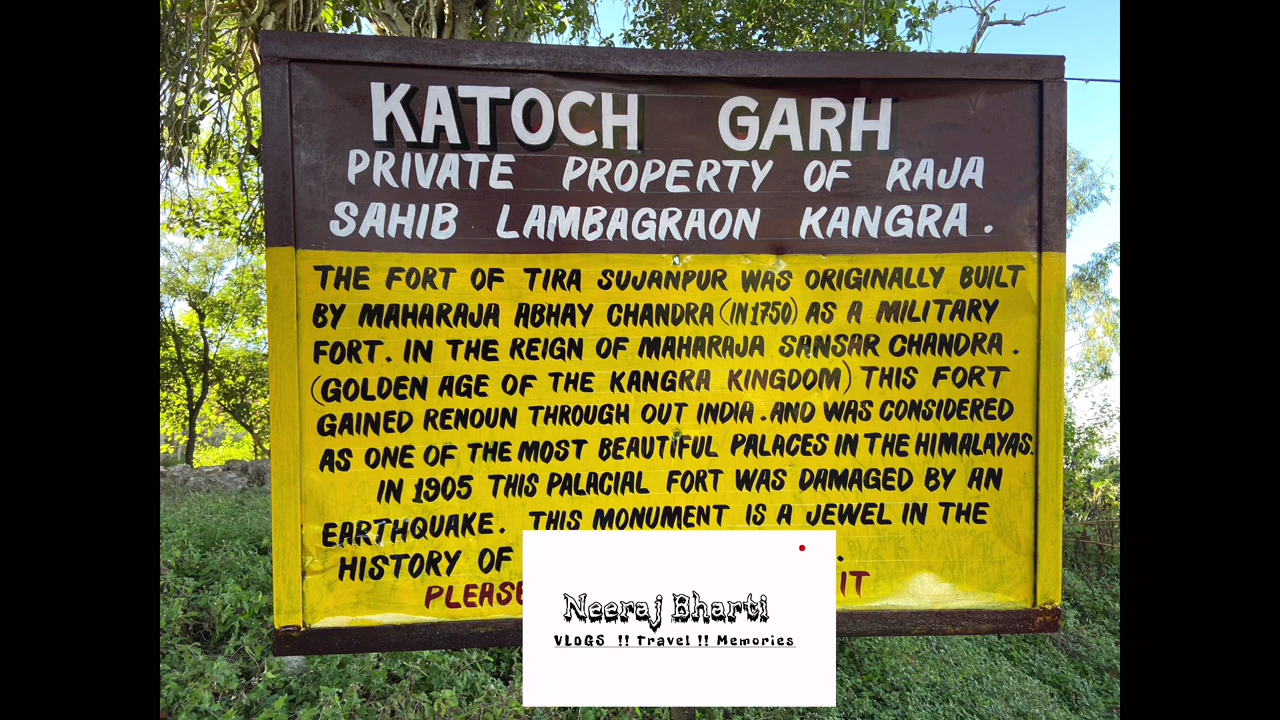 KATOCH GARH
PRIVATE PROPERTY OF RAJA
SAHIB LAMBAGRAON KANGRA.
THE FORT OF TIRA SUJANPUR WAS ORIGINALLY BUILT
BY MAHARAJA ABHAY CHANDRA (IN 1750) AS A MILITARY
FORT. IN THE REIGN OF MAHARAJA SANSAR CHANDRA.
(GOLDEN AGE OF THE KANGRA KINGDOM) THIS FORT
GAINED RENOUN THROUGH OUT INDIA. AND WAS CONSIDERED
AS ONE OF THE MOST BEAUTIFUL PALACES IN THE HIMALAYAS.
IN 1905 THIS PALACIAL FORT WAS DAMAGED BY AN
EARTHQUAKE. THIS MONUMENT IS A JEWEL IN THE
HISTORY OF .
PLEASE IT
Neeraj Bharti
VLOGS !! Travel !! Memories